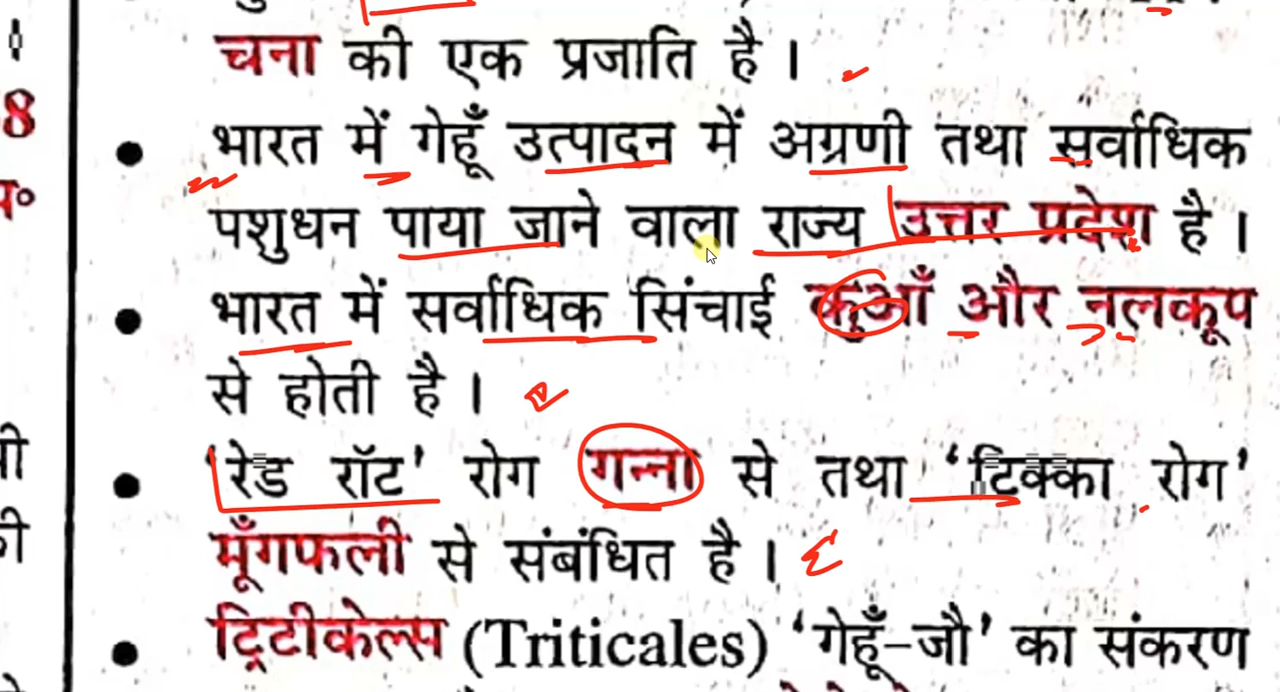 चना की एक प्रजाति है।
8
भारत में गेहूँ उत्पादन में अग्रणी तथा सर्वाधिक
पशुधन पाया जाने वाला राज्य उत्तर प्रदेश है।
भारत में सर्वाधिक सिंचाई कुआँ और नलकूप
से होती है।
'रेड रॉट' रोग गन्ना से तथा 'टिक्का रोग'
मूँगफली से संबंधित है।
ट्रिटीकेल्स (Triticales) 'गेहूँ-जौ' का संकरण